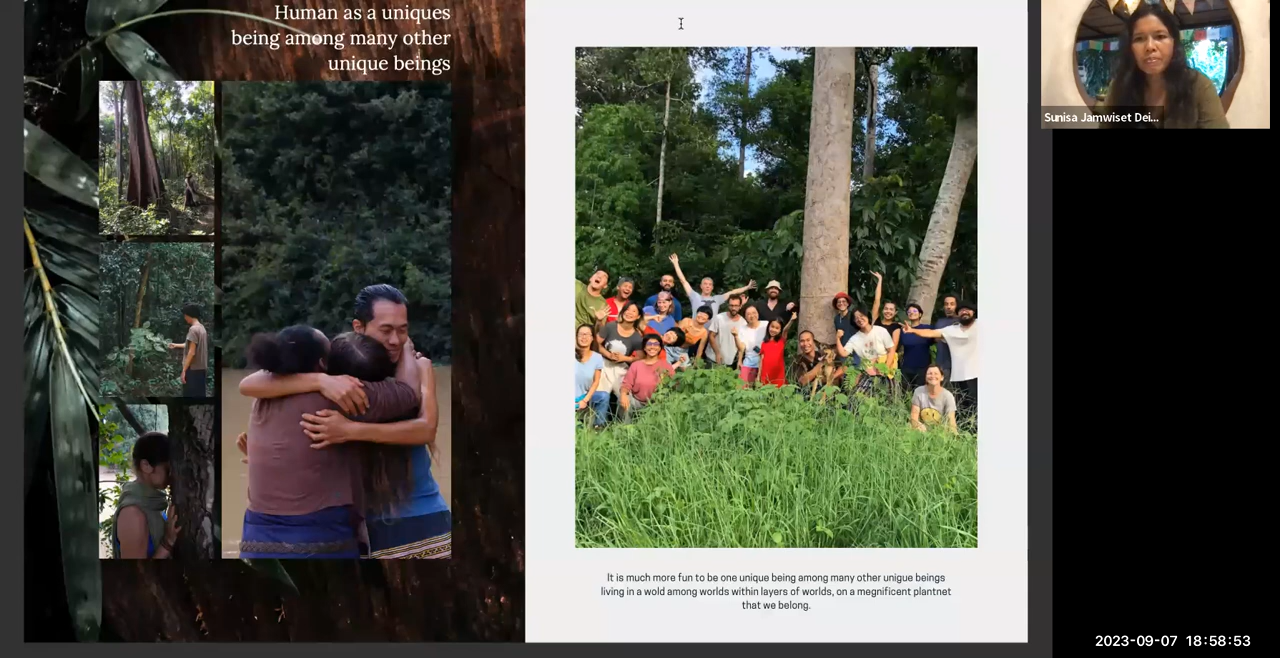 Human as a uniques
being among many other
unique beings
It is much more fun to be one unique being among many other unigue beings
living in a wold among worlds within layers of worlds, on a megnificent plantnet
that we belong.
Sunisa Jamwiset Dei...
2023-09-07 18:58:53